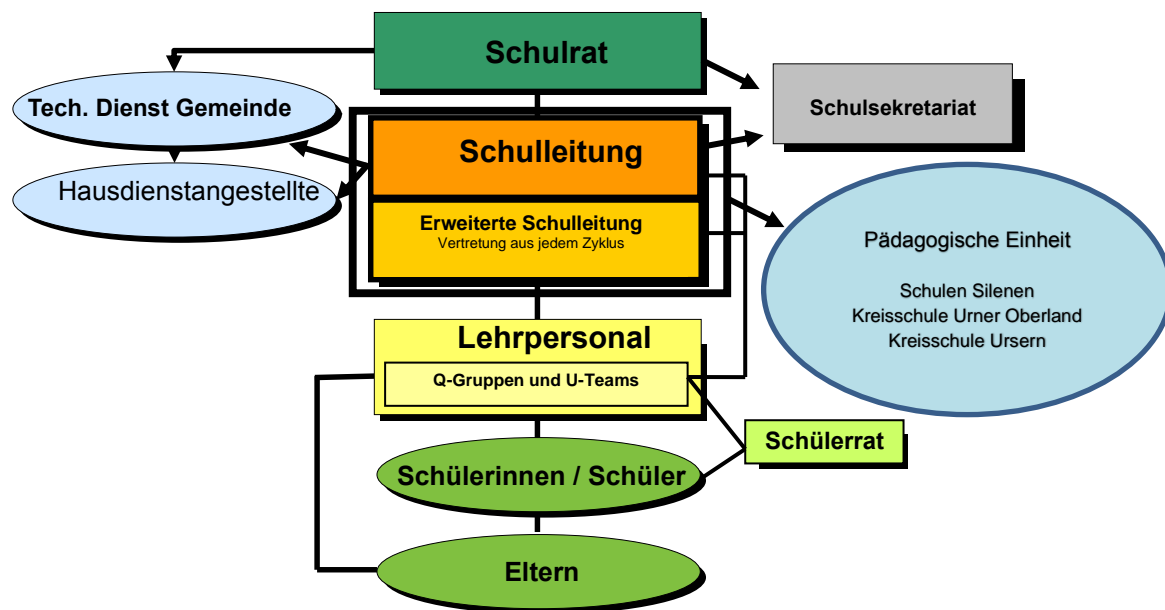 Schulrat
Tech. Dienst Gemeinde
Schulsekretariat
Schulleitung
Hausdienstangestellte
Erweiterte Schulleitung
Vertretung aus jedem Zyklus
Pädagogische Einheit
Schulen Silenen
Kreisschule Urner Oberland
Kreisschule Ursern
Lehrpersonal
Q-Gruppen und U-Teams
Schülerrat
Schülerinnen / Schüler
Eltern